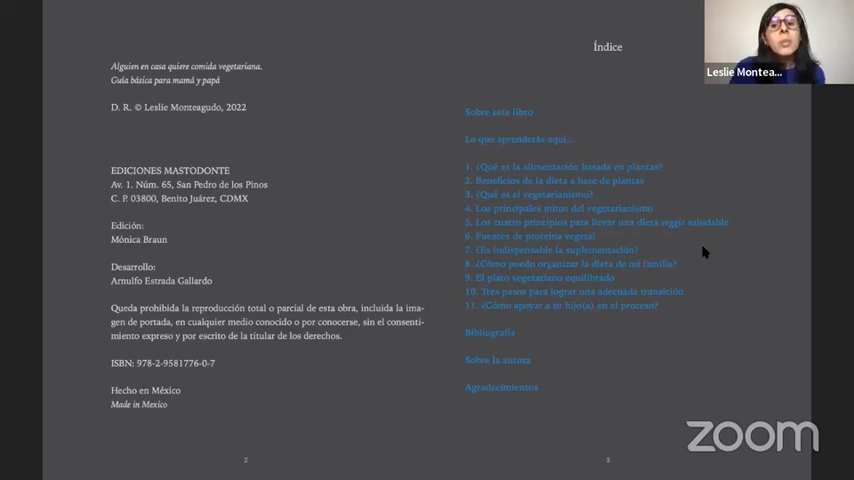 Alguien en casa quiere comida vegetariana.
Guía básica para mamá y papá
D. R. © Leslie Monteagudo, 2022
EDICIONES MASTODONTE
Av. 1. Núm. 65, San Pedro de los Pinos
C. P. 03800, Benito Juárez, CDMX
Edición:
Mónica Braun
Desarrollo:
Arnulfo Estrada Gallardo
Queda prohibida la reproducción total o parcial de esta obra, incluida la ima-
gen de portada, en cualquier medio conocido o por conocerse, sin el consenti-
miento expreso y por escrito de la titular de los derechos.
ISBN: 978-2-9581776-0-7
Hecho en México
Made in Mexico
2
Índice
Sobre este libro
Lo que aprenderás aquí...
1. ¿Qué es la alimentación basada en plantas?
2. Beneficios de la dieta a base de plantas
3. ¿Qué es el vegetarianismo?
4. Los principales mitos del vegetarianismo
5. Los cuatro principios para llevar una dieta veggie saludable
6. Fuentes de proteína vegetal
7. ¿Es indispensable la suplementación?
8. ¿Cómo puedo organizar la dieta de mi familia?
9. El plato vegetariano equilibrado
10. Tres pasos para lograr una adecuada transición
11. ¿Cómo apoyar a tu hijo(a) en el proceso?
Bibliografía
Sobre la autora
Agradecimientos
3
Leslie Montea...
zoom